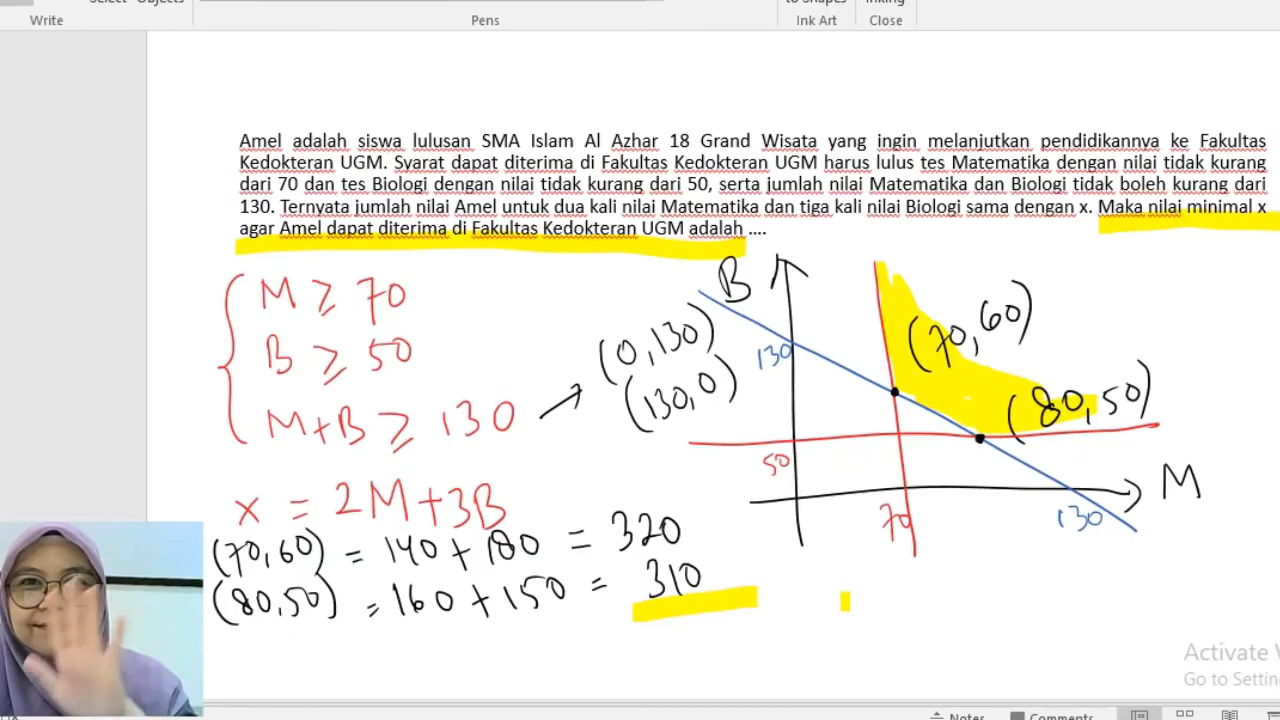 Select Objects
to Shapes
Inking
Write
Pens
Ink Art
Close
Amel adalah siswa lulusan SMA Islam Al Azhar 18 Grand Wisata yang ingin melanjutkan pendidikannya ke Fakultas
Kedokteran UGM. Syarat dapat diterima di Fakultas Kedokteran UGM harus lulus tes Matematika dengan nilai tidak kurang
dari 70 dan tes Biologi dengan nilai tidak kurang dari 50, serta jumlah nilai Matematika dan Biologi tidak boleh kurang dari
130. Ternyata jumlah nilai Amel untuk dua kali nilai Matematika dan tiga kali nilai Biologi sama dengan x. Maka nilai minimal x
agar Amel dapat diterima di Fakultas Kedokteran UGM adalah ....
M ≥ 70
B ≥ 50
M+B ≥ 130
(0,130)
(130,0)
x = 2M+3B
(70,60) = 140 + 180 = 320
(80,50) = 160 + 150 = 310
B
130
(70,60)
(80,50)
50
70
130
M
Activate
Go to Settin
Notes
Comments